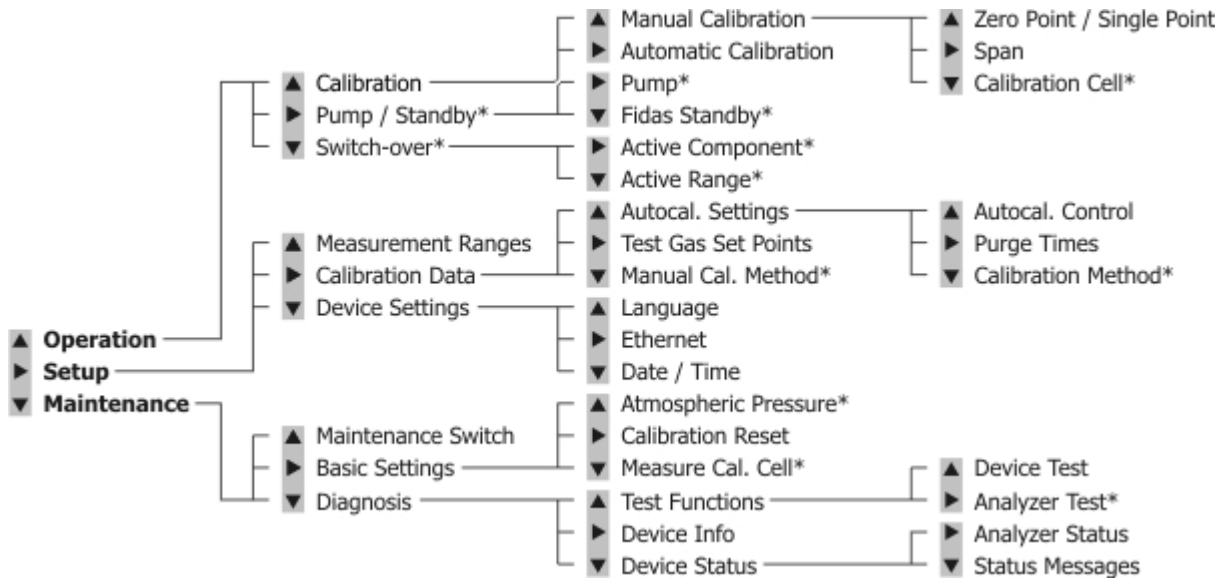 ▲ Manual Calibration ▲ Zero Point / Single Point
▶ Automatic Calibration ▶ Span
▲ Calibration ▶ Pump* ▼ Calibration Cell*
▶ Pump / Standby* ▼ Fidas Standby*
▼ Switch-over* ▶ Active Component*
▼ Active Range*
▲ Autocal. Settings ▲ Autocal. Control
▲ Measurement Ranges ▶ Test Gas Set Points ▶ Purge Times
▶ Calibration Data ▼ Manual Cal. Method* ▼ Calibration Method*
▼ Device Settings ▲ Language
▲ Operation ▶ Ethernet
▶ Setup ▼ Date / Time
▼ Maintenance ▲ Atmospheric Pressure*
▲ Maintenance Switch ▶ Calibration Reset
▶ Basic Settings ▼ Measure Cal. Cell* ▲ Device Test
▼ Diagnosis ▲ Test Functions ▶ Analyzer Test*
▶ Device Info ▶ Analyzer Status
▼ Device Status ▼ Status Messages